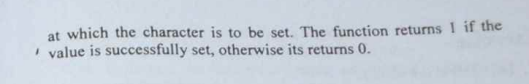 at which the character is to be set. The function returns 1 if the
value is successfully set, otherwise its returns 0.